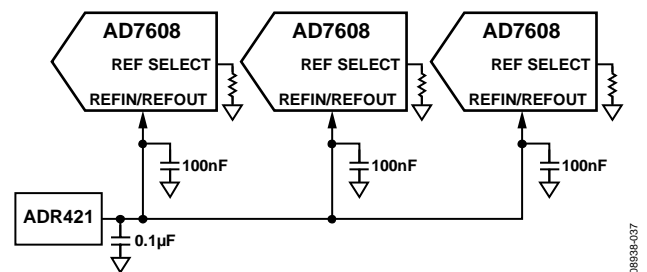 AD7608 AD7608 AD7608
REF SELECT REF SELECT REF SELECT
REFIN/REFOUT REFIN/REFOUT REFIN/REFOUT
100nF 100nF 100nF
ADR421
0.1µF
08938-037